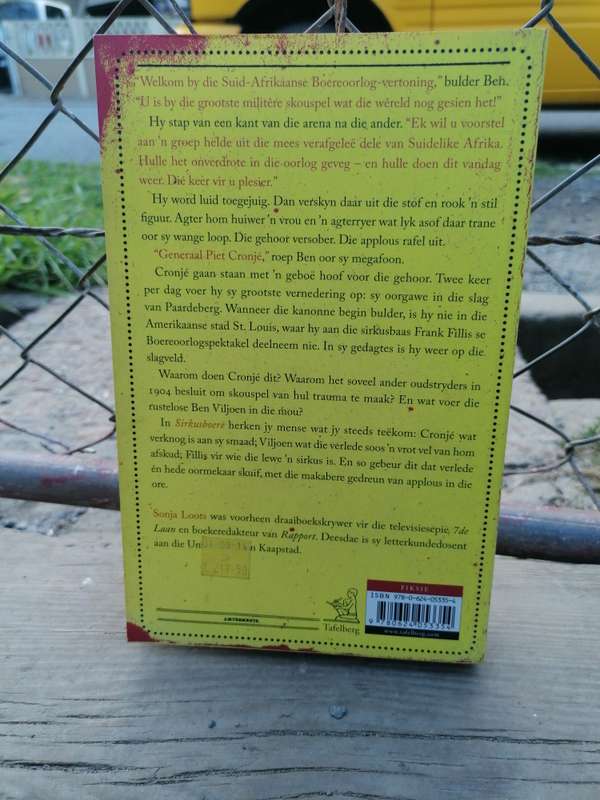 "Welkom by die Suid-Afrikaanse Boereoorlog-vertoning," bulder Ben.
"U is by die grootste militêre skouspel wat die wêreld nog gesien het!"
Hy stap van een kant van die arena na die ander. "Ek wil u voorstel
aan 'n groep helde uit die mees verafgeleë dele van Suidelike Afrika.
Hulle het onverdrote in die oorlog geveg – en hulle doen dit vandag
weer. Dié keer vir u plesier."
Hy word luid toegejuig. Dan verskyn daar uit die stof en rook 'n stil
figuur. Agter hom huiwer 'n vrou en 'n agterryer wat lyk asof daar trane
oor sy wange loop. Die gehoor versober. Die applous rafel uit.
"Generaal Piet Cronjé," roep Ben oor sy megafoon.
Cronjé gaan staan met 'n geboë hoof voor die gehoor. Twee keer
per dag voer hy sy grootste vernedering op: sy oorgawe in die slag
van Paardeberg. Wanneer die kanonne begin bulder, is hy nie in die
Amerikaanse stad St. Louis, waar hy aan die sirkusbaas Frank Fillis se
Boereoorlogspektakel deelneem nie. In sy gedagtes is hy weer op die
slagveld.
Waarom doen Cronjé dit? Waarom het soveel ander oudstryders in
1904 besluit om skouspel van hul trauma te maak? En wat voer die
rustelose Ben Viljoen in die mou?
In Sirkusboere herken jy mense wat jy steeds teëkom: Cronjé wat
verknog is aan sy smaad; Viljoen wat die verlede soos 'n vrot vel van hom
afskud; Fillis vir wie die lewe 'n sirkus is. En so gebeur dit dat verlede
én hede oormekaar skuif, met die makabere gedreun van applous in die
ore.
Sonja Loots was voorheen draaiboekskrywer vir die televisiesepie, 7de
Laan en boekeredakteur van Rapport. Deesdae is sy letterkundedosent
aan die Un n Kaapstad.
Tafelberg
FIKSIE
ISBN 978-0-624-05335-4
9 780624 053354
www.tafelberg.com